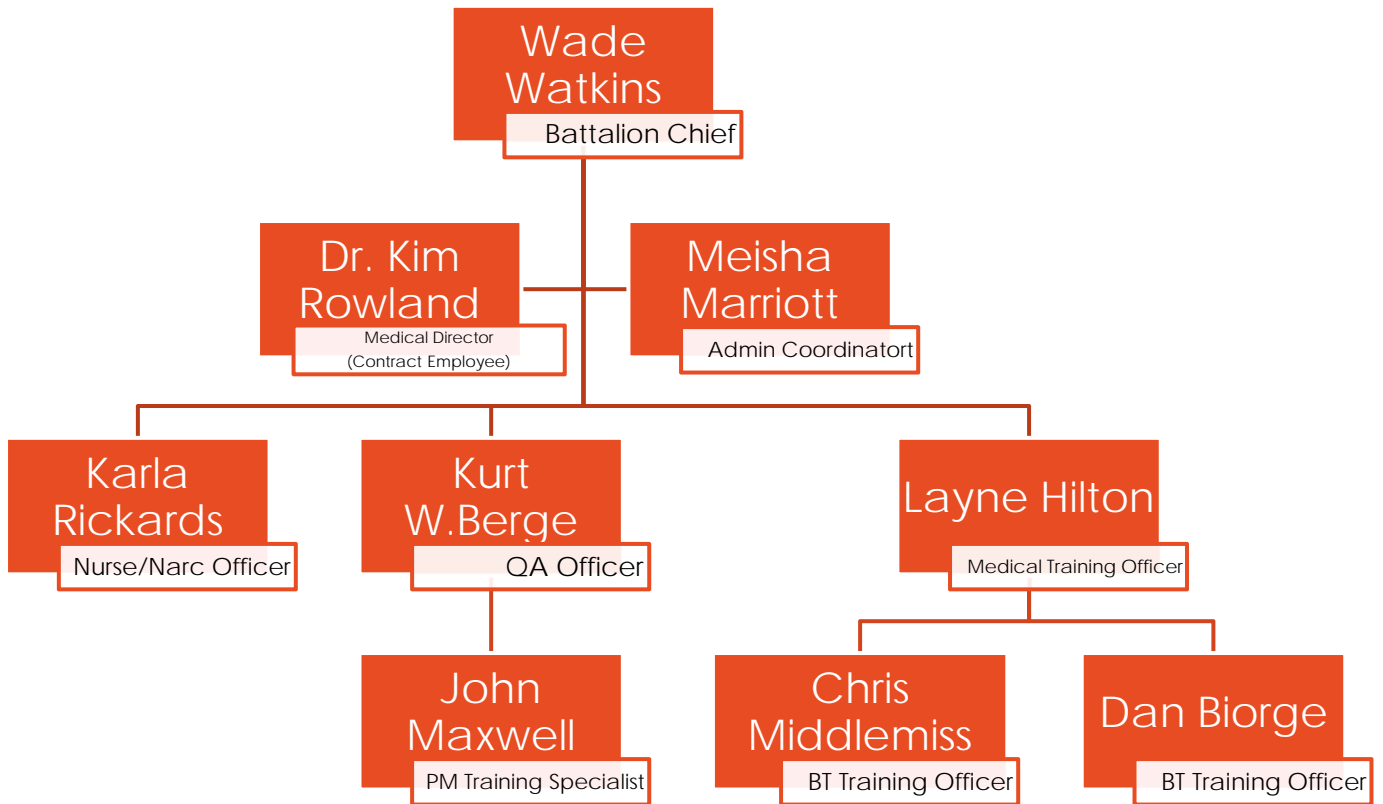 Wade
Watkins
Battalion Chief
Dr. Kim
Rowland
Medical Director
(Contract Employee)
Meisha
Marriott
Admin Coordinatort
Karla
Rickards
Nurse/Narc Officer
Kurt
W.Berge
QA Officer
Layne Hilton
Medical Training Officer
John
Maxwell
PM Training Specialist
Chris
Middlemiss
BT Training Officer
Dan Biorge
BT Training Officer